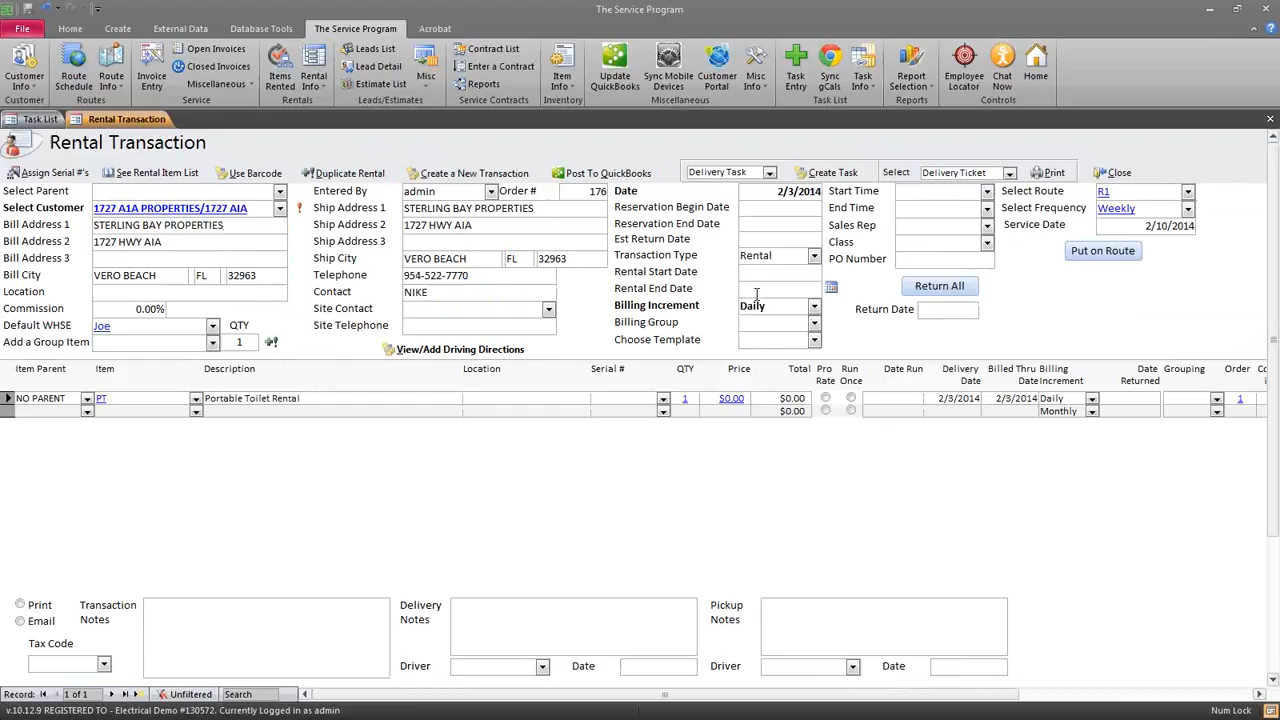 The Service Program
File Home Create External Data Database Tools The Service Program Acrobat
Customer Info Route Schedule Route Info Invoice Entry Open Invoices Closed Invoices Miscellaneous Items Rented Rental Info Leads List Lead Detail Estimate List Misc Contract List Enter a Contract Reports Item Info Update QuickBooks Sync Mobile Devices Customer Portal Misc Info Task Entry Sync gCals Task Info Report Selection Employee Locator Chat Now Home
Customer Routes Service Rentals Leads/Estimates Service Contracts Inventory Miscellaneous Task List Reports Controls
Task List Rental Transaction
Rental Transaction
Assign Serial #'s See Rental Item List Use Barcode Duplicate Rental Create a New Transaction Post To QuickBooks Delivery Task Create Task Select Delivery Ticket Print Close
Select Parent Entered By admin Order # 176 Date 2/3/2014 Start Time Select Route R1
Select Customer 1727 A1A PROPERTIES/1727 AIA Ship Address 1 STERLING BAY PROPERTIES Reservation Begin Date End Time Select Frequency Weekly
Bill Address 1 STERLING BAY PROPERTIES Ship Address 2 1727 HWY AIA Reservation End Date Sales Rep Service Date 2/10/2014
Bill Address 2 1727 HWY AIA Ship Address 3 Est Return Date Class
Bill Address 3 Ship City VERO BEACH FL 32963 Transaction Type Rental PO Number Put on Route
Bill City VERO BEACH FL 32963 Telephone 954-522-7770 Rental Start Date
Location Contact NIKE Rental End Date Return All
Commission 0.00% Site Contact Billing Increment Daily Return Date
Default WHSE Joe QTY Site Telephone Billing Group
Add a Group Item 1 View/Add Driving Directions Choose Template
Item Parent Item Description Location Serial # QTY Price Total Pro Rate Run Once Date Run Delivery Date Billed Thru Date Billing Increment Date Returned Grouping Order
NO PARENT PT Portable Toilet Rental 1 $0.00 $0.00 2/3/2014 2/3/2014 Daily 1
$0.00 Monthly
Print Transaction Notes Delivery Notes Pickup Notes
Email
Tax Code
Driver Date Driver Date
Record: 1 of 1 Unfiltered Search
v.10.12.9 REGISTERED TO - Electrical Demo #130572. Currently Logged in as admin Num Lock